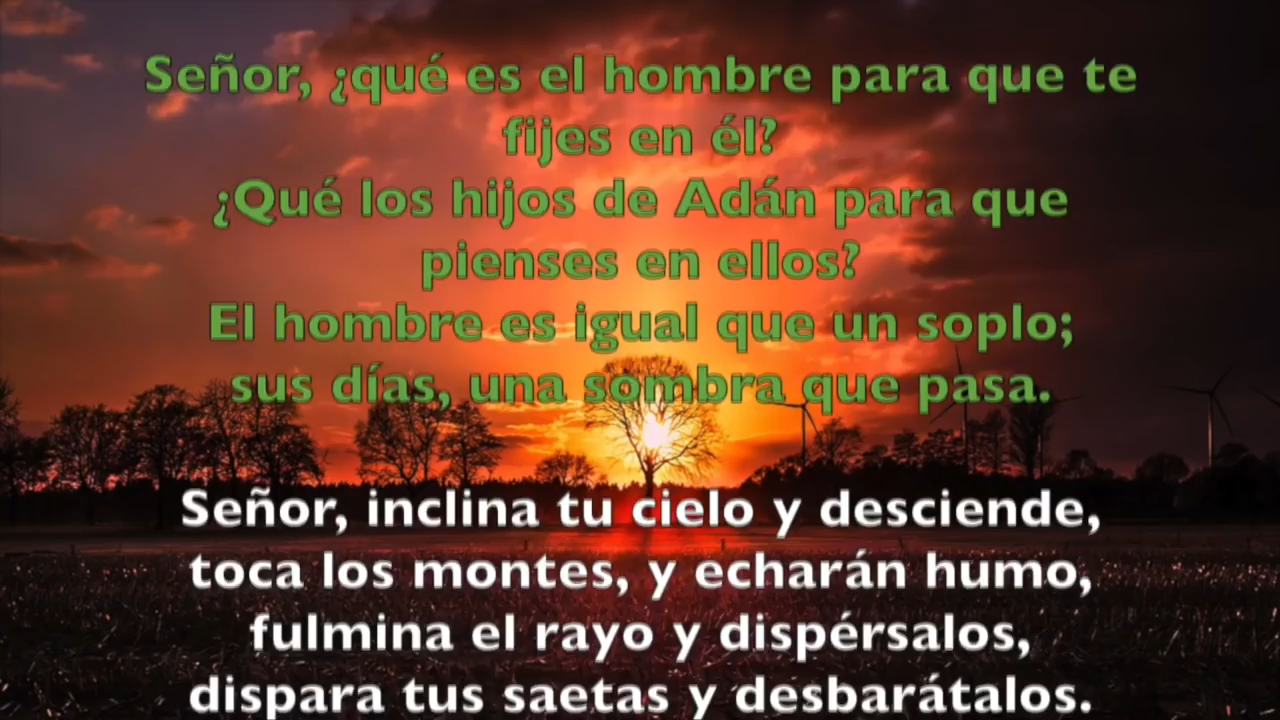 Señor, ¿qué es el hombre para que te
fijes en él?
¿Qué los hijos de Adán para que
pienses en ellos?
El hombre es igual que un soplo;
sus días, una sombra que pasa.
Señor, inclina tu cielo y desciende,
toca los montes, y echarán humo,
fulmina el rayo y dispérsalos,
dispara tus saetas y desbarátalos.